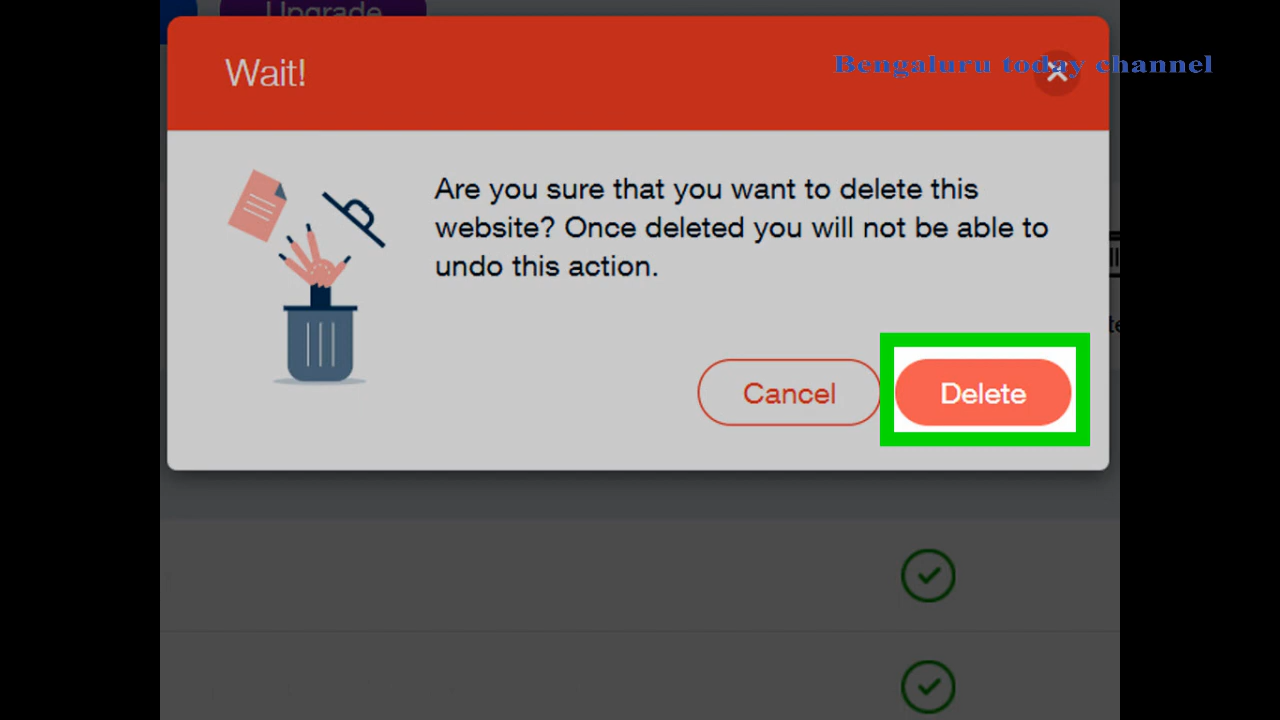 Upgrade
Wait!
Bengaluru today channel
Are you sure that you want to delete this
website? Once deleted you will not be able to
undo this action.
Cancel
Delete